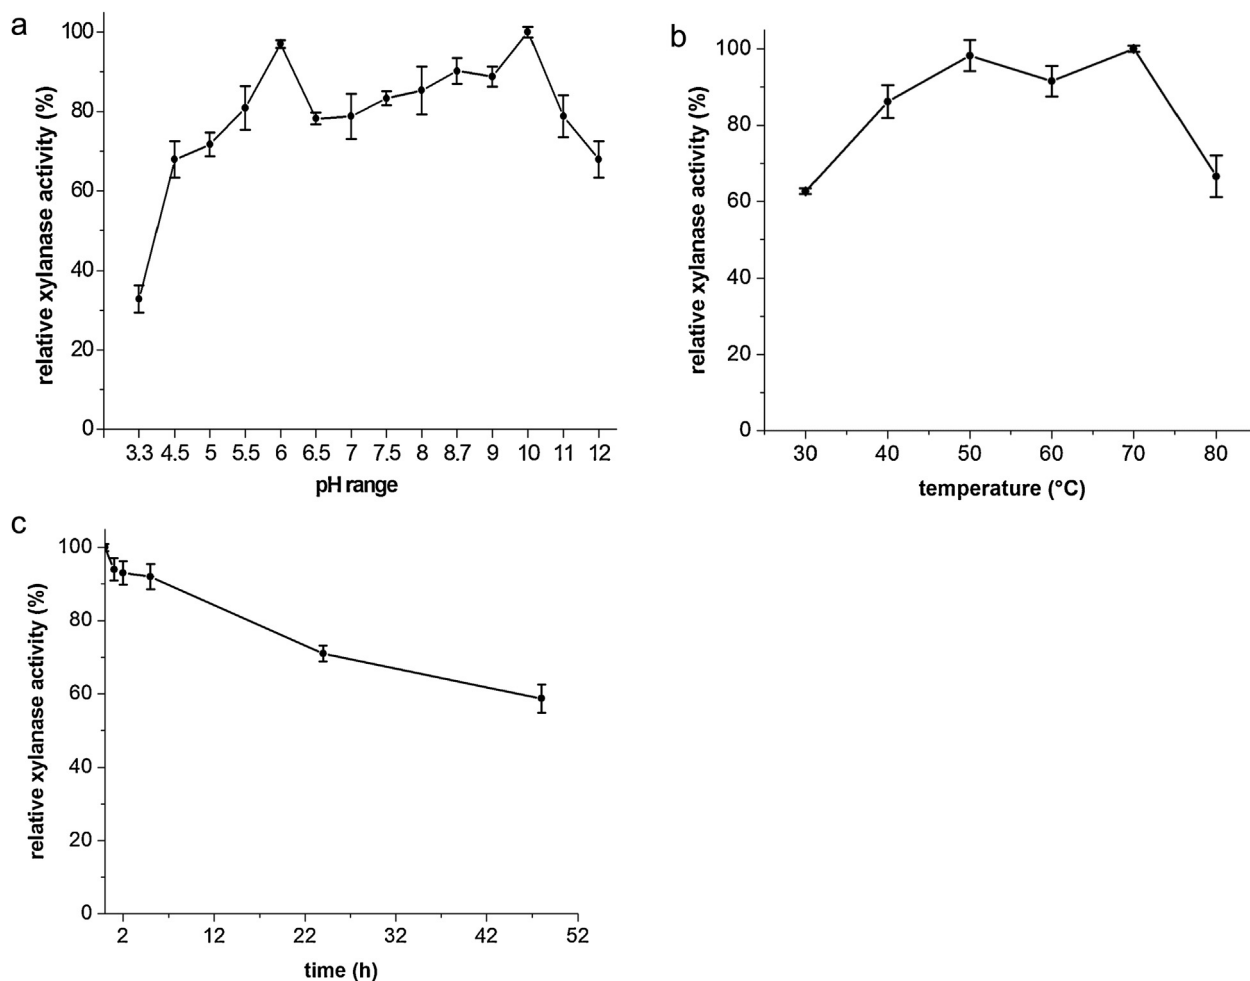 a
relative xylanase activity (%)
100
80
60
40
20
0
3.3 4.5 5 5.5 6 6.5 7 7.5 8 8.7 9 10 11 12
pH range
b
relative xylanase activity (%)
100
80
60
40
20
0
30 40 50 60 70 80
temperature (°C)
c
relative xylanase activity (%)
100
80
60
40
20
0
2 12 22 32 42 52
time (h)